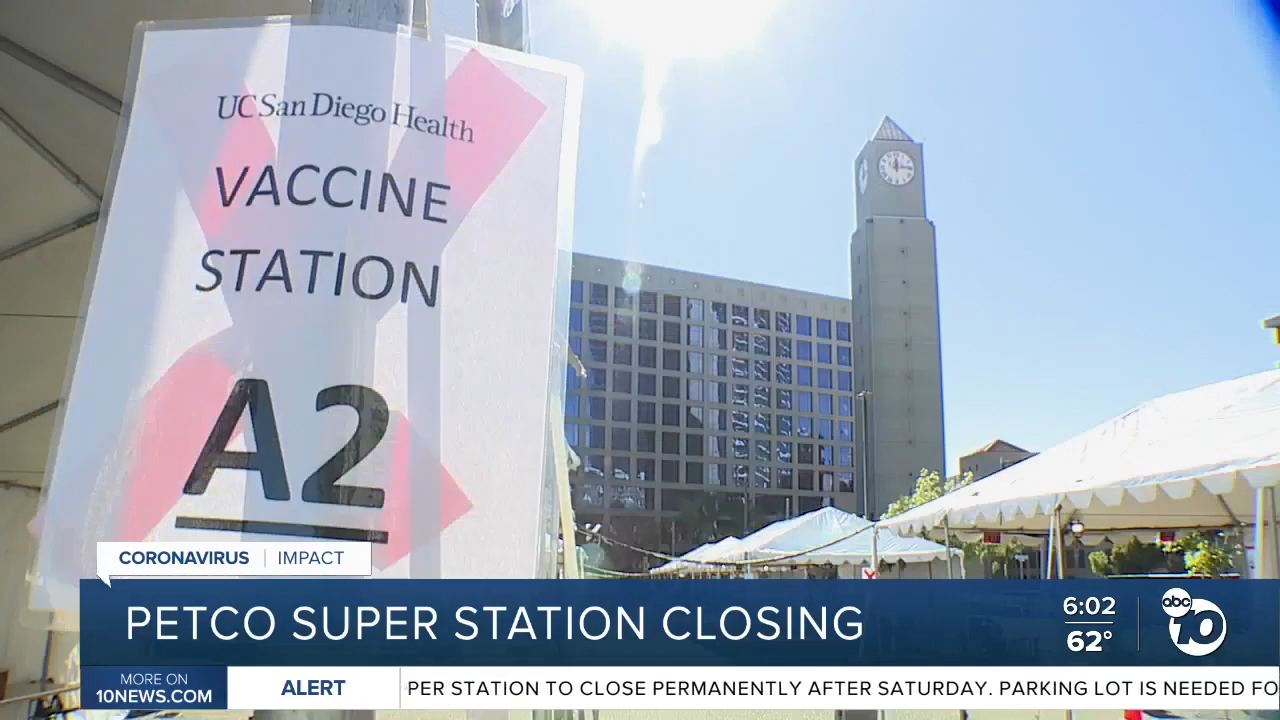 UC San Diego Health
VACCINE
STATION
A2
CORONAVIRUS | IMPACT
PETCO SUPER STATION CLOSING
6:02
62°
abc
10
MORE ON
10NEWS.COM
ALERT
PER STATION TO CLOSE PERMANENTLY AFTER SATURDAY. PARKING LOT IS NEEDED FO